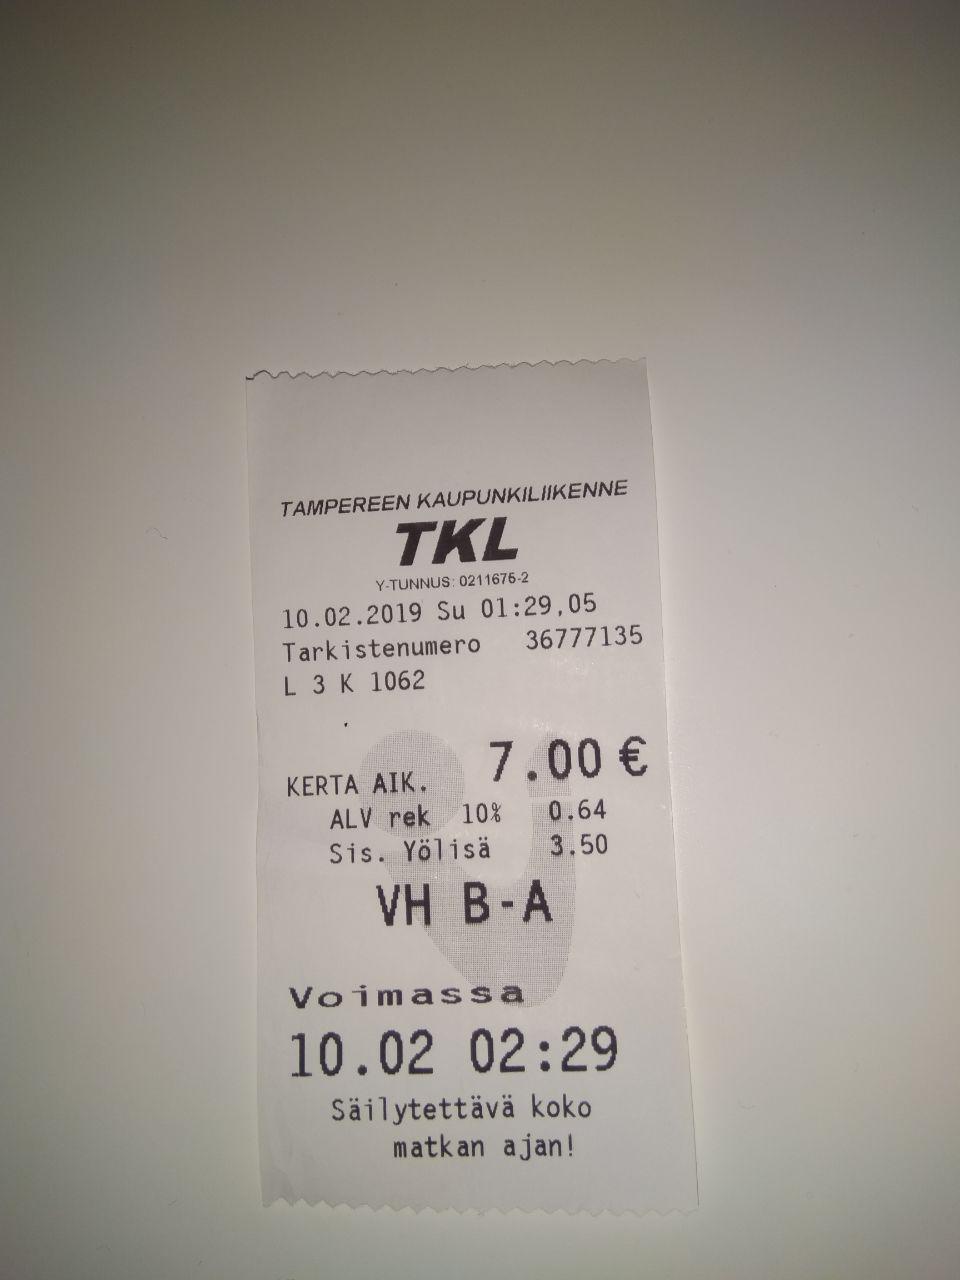 TAMPEREEN KAUPUNKILIIKENNE
TKL
Y-TUNNUS: 0211675-2
10.02.2019 Su 01:29,05
Tarkistenumero 36777135
L 3 K 1062
KERTA AIK. 7.00 €
ALV rek 10% 0.64
Sis. Yölisä 3.50
VH B-A
Voimassa
10.02 02:29
Säilytettävä koko
matkan ajan!